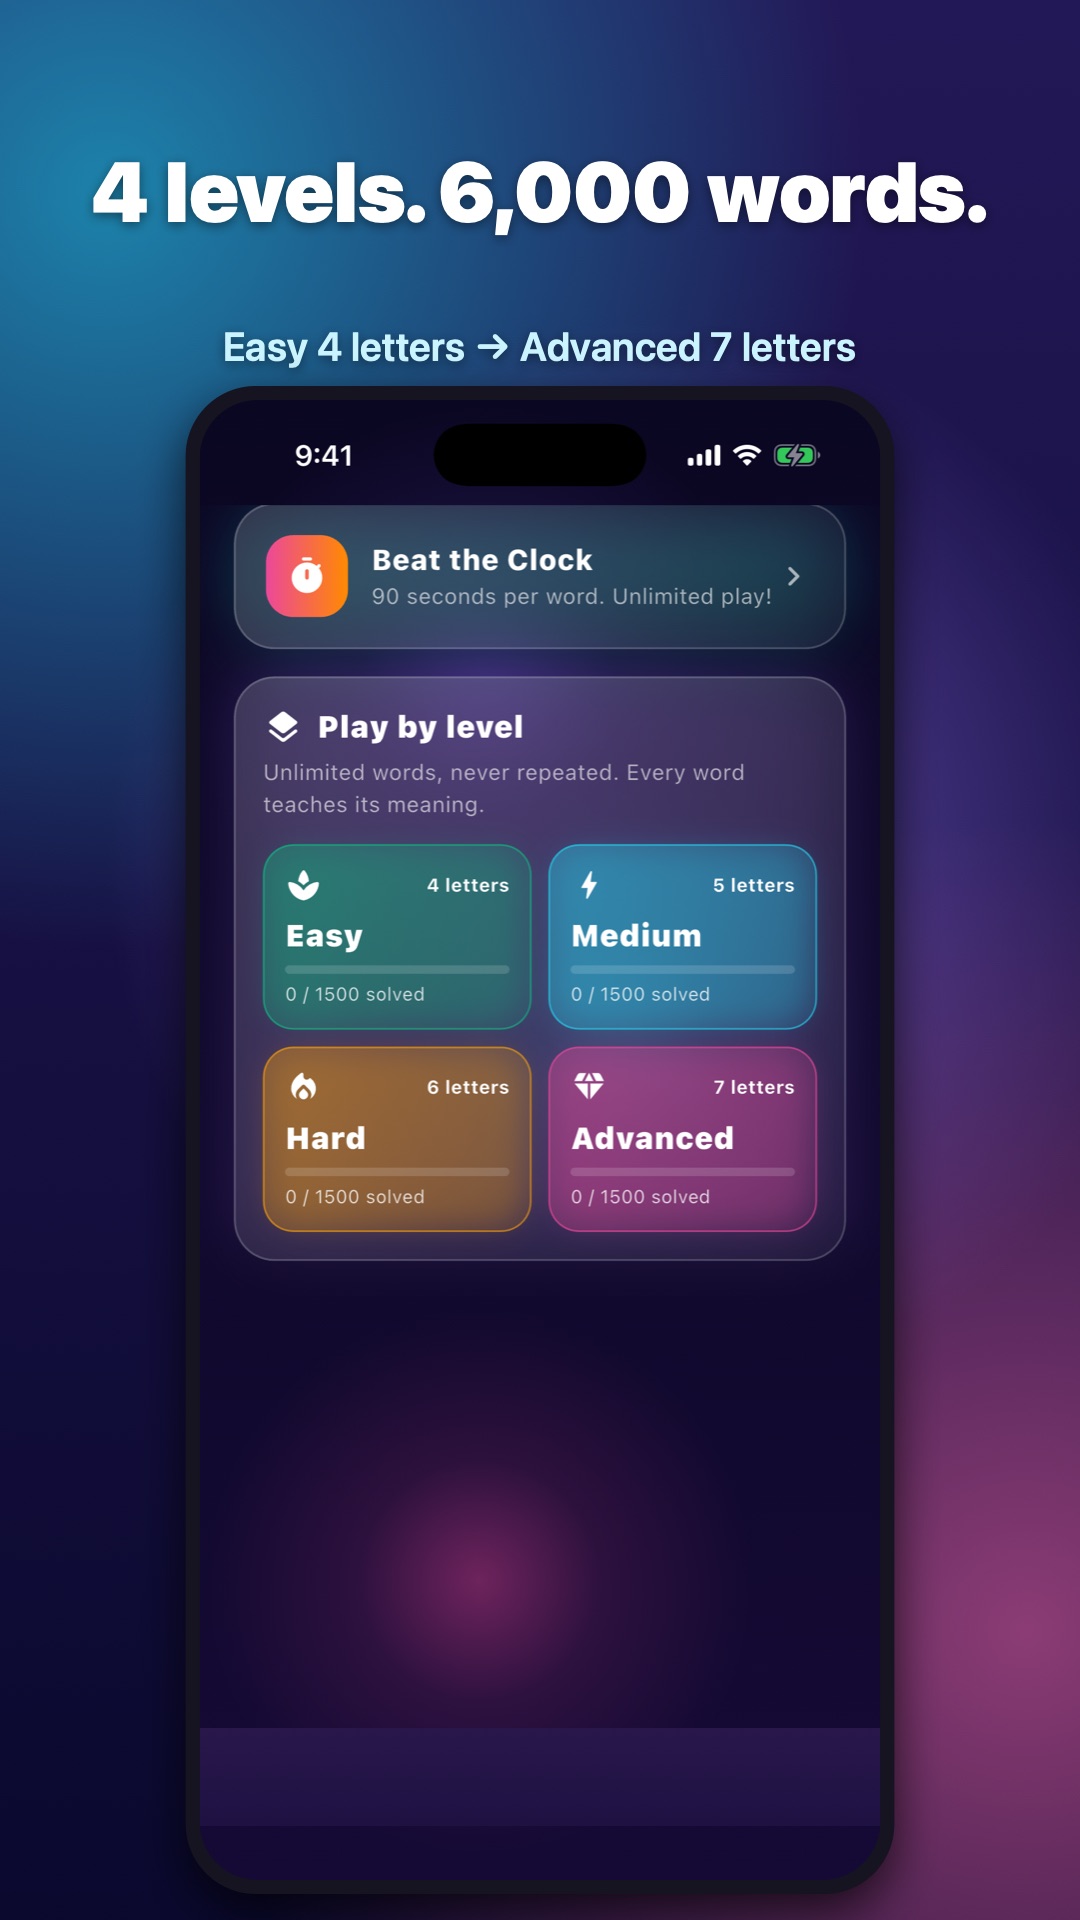 4 levels. 6,000 words.
Easy 4 letters → Advanced 7 letters
9:41
Beat the Clock
90 seconds per word. Unlimited play!
Play by level
Unlimited words, never repeated. Every word
teaches its meaning.
4 letters
Easy
0 / 1500 solved
5 letters
Medium
0 / 1500 solved
6 letters
Hard
0 / 1500 solved
7 letters
Advanced
0 / 1500 solved